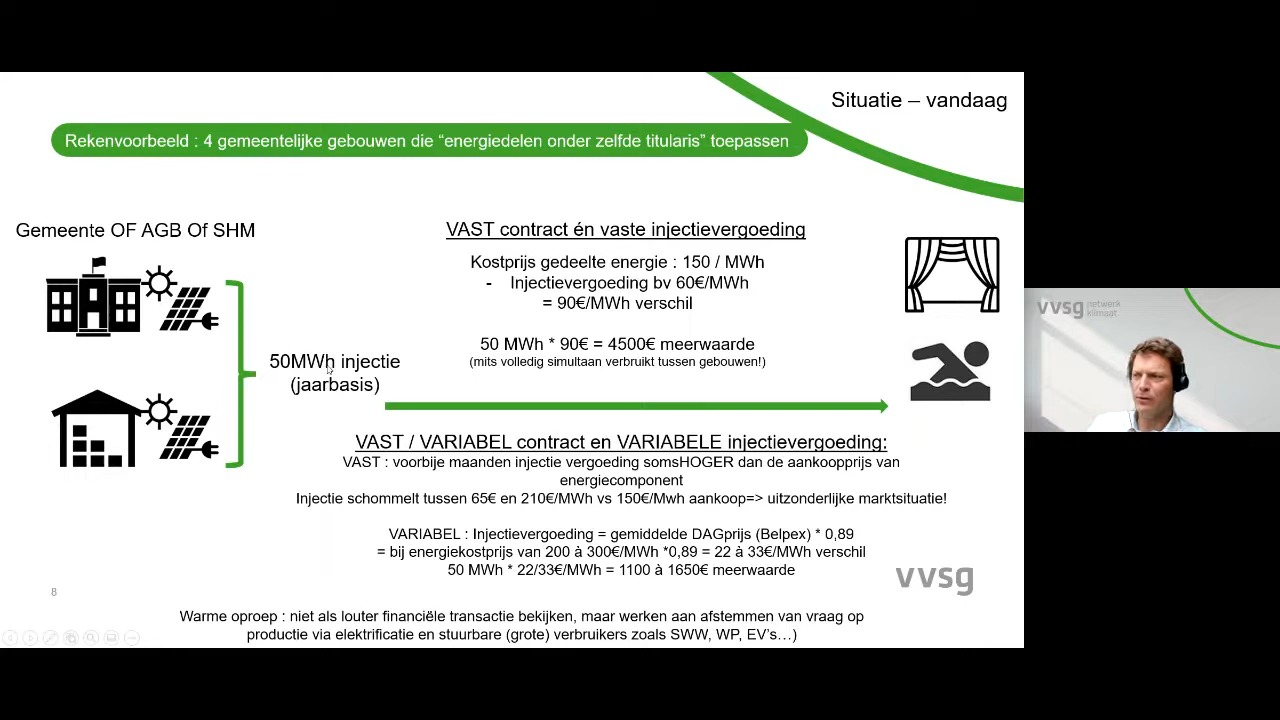 Situatie – vandaag
Rekenvoorbeeld : 4 gemeentelijke gebouwen die “energiedelen onder zelfde titularis” toepassen
Gemeente OF AGB Of SHM
50MWh injectie
(jaarbasis)
VAST contract én vaste injectievergoeding
Kostprijs gedeelte energie : 150 / MWh
- Injectievergoeding bv 60€/MWh
= 90€/MWh verschil
50 MWh * 90€ = 4500€ meerwaarde
(mits volledig simultaan verbruikt tussen gebouwen!)
VAST / VARIABEL contract en VARIABELE injectievergoeding:
VAST : voorbije maanden injectie vergoeding somsHOGER dan de aankoopprijs van
energiecomponent
Injectie schommelt tussen 65€ en 210€/MWh vs 150€/Mwh aankoop=> uitzonderlijke marktsituatie!
VARIABEL : Injectievergoeding = gemiddelde DAGprijs (Belpex) * 0,89
= bij energiekostprijs van 200 à 300€/MWh *0,89 = 22 à 33€/MWh verschil
50 MWh * 22/33€/MWh = 1100 à 1650€ meerwaarde
vvsg
8
Warme oproep : niet als louter financiële transactie bekijken, maar werken aan afstemmen van vraag op
productie via elektrificatie en stuurbare (grote) verbruikers zoals SWW, WP, EV’s…)
vvsg netwerk
klimaat